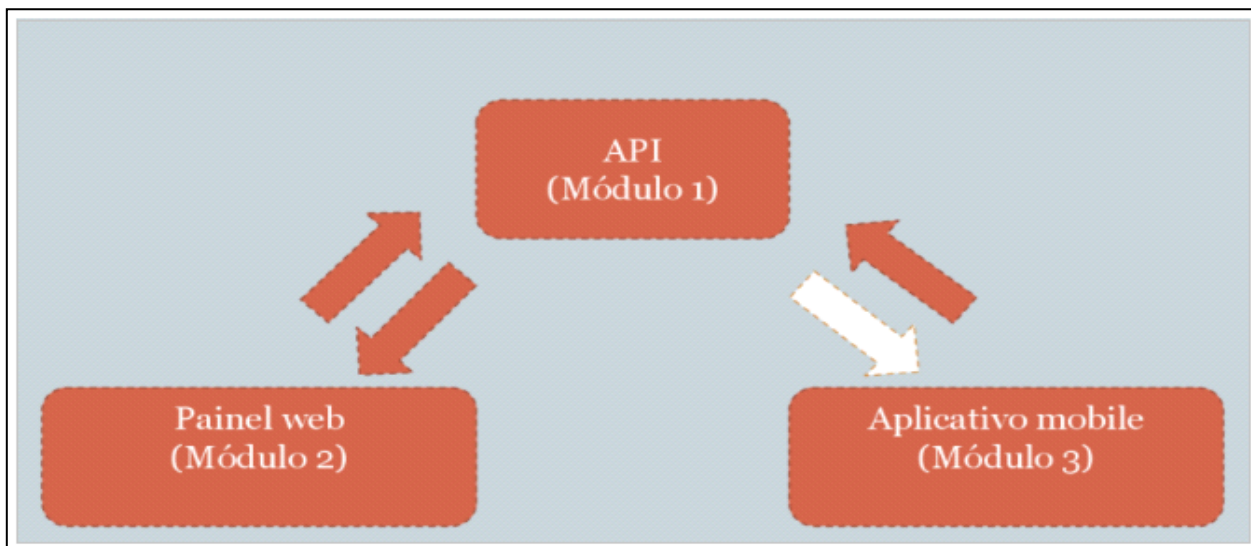 API
(Módulo 1)
Painel web
(Módulo 2)
Aplicativo mobile
(Módulo 3)